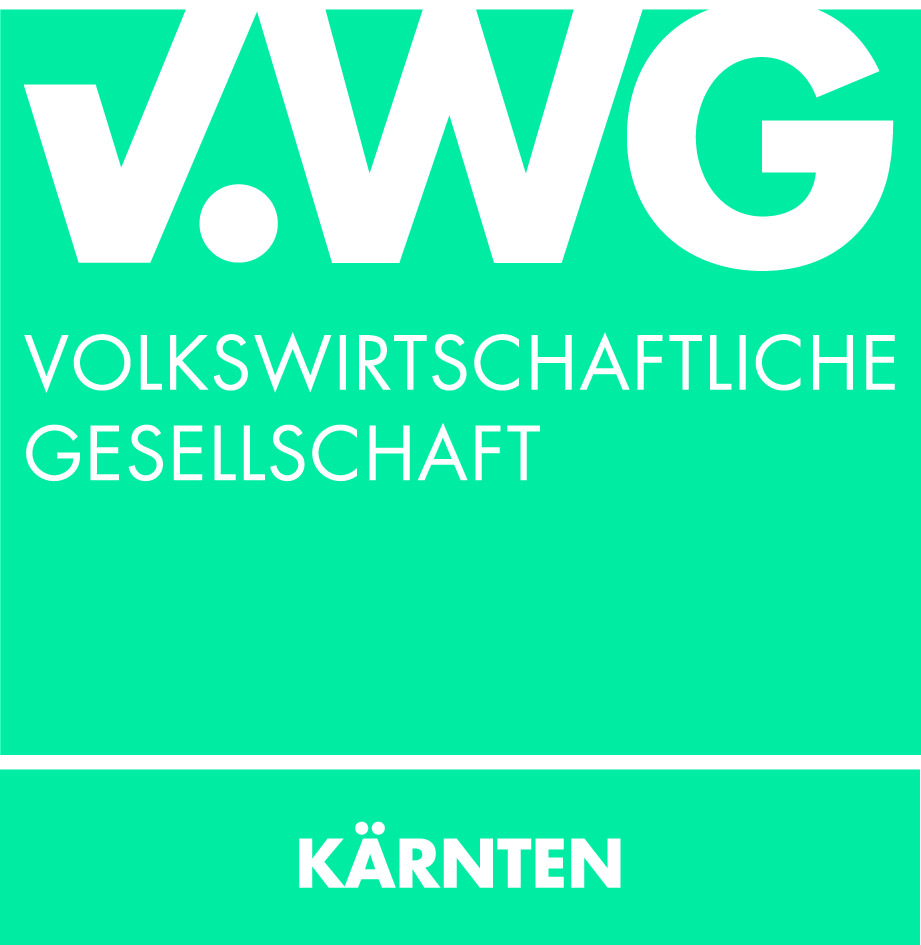 v.WG
VOLKSWIRTSCHAFTLICHE
GESELLSCHAFT
KÄRNTEN